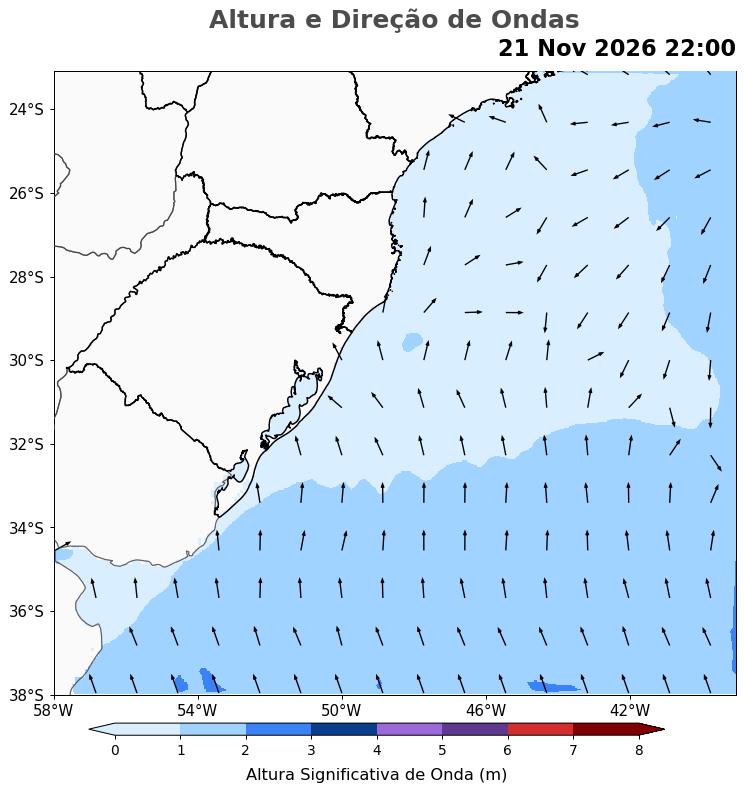 Altura e Direção de Ondas
21 Nov 2026 22:00
24°S
26°S
28°S
30°S
32°S
34°S
36°S
38°S
58°W 54°W 50°W 46°W 42°W
0 1 2 3 4 5 6 7 8
Altura Significativa de Onda (m)